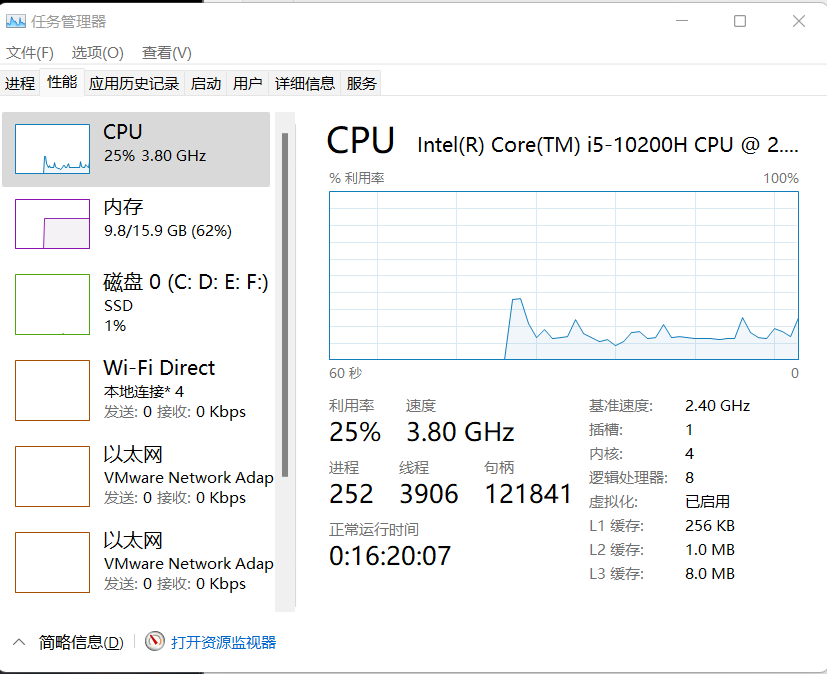 任务管理器
文件(F) 选项(O) 查看(V)
进程 性能 应用历史记录 启动 用户 详细信息 服务
CPU
25% 3.80 GHz
内存
9.8/15.9 GB (62%)
磁盘 0 (C: D: E: F:)
SSD
1%
Wi-Fi Direct
本地连接* 4
发送: 0 接收: 0 Kbps
以太网
VMware Network Adap
发送: 0 接收: 0 Kbps
以太网
VMware Network Adap
发送: 0 接收: 0 Kbps
CPU Intel(R) Core(TM) i5-10200H CPU @ 2....
% 利用率 100%
60 秒 0
利用率 速度
25% 3.80 GHz
进程 线程 句柄
252 3906 121841
正常运行时间
0:16:20:07
基准速度: 2.40 GHz
插槽: 1
内核: 4
逻辑处理器: 8
虚拟化: 已启用
L1 缓存: 256 KB
L2 缓存: 1.0 MB
L3 缓存: 8.0 MB
简略信息(D) 打开资源监视器